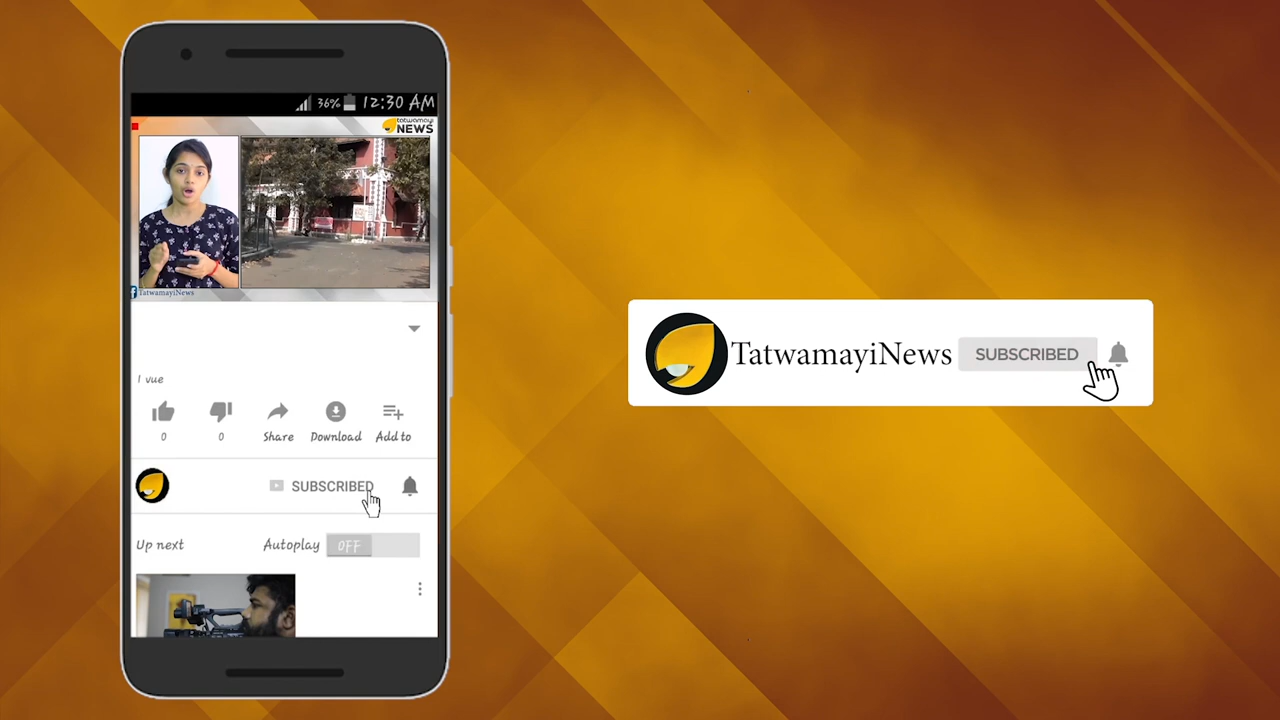 36% 12:30 AM
tatwamayi
NEWS
TatwamayiNews
1 vue
0 0 Share Download Add to
SUBSCRIBED
Up next Autoplay OFF
TatwamayiNews SUBSCRIBED